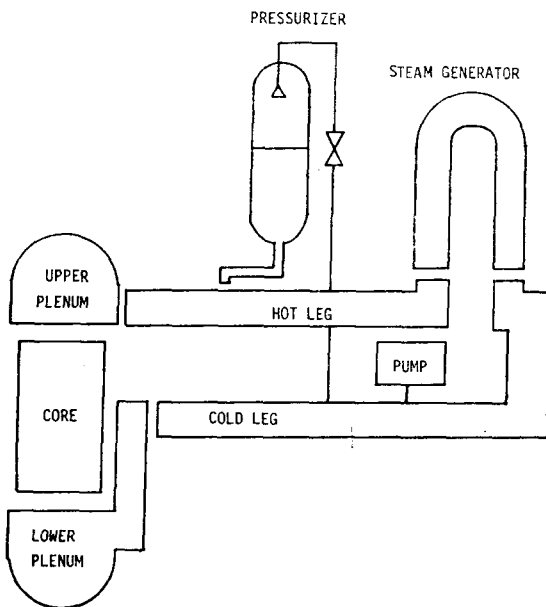 PRESSURIZER
STEAM GENERATOR
UPPER
PLENUM
HOT LEG
PUMP
CORE
COLD LEG
LOWER
PLENUM